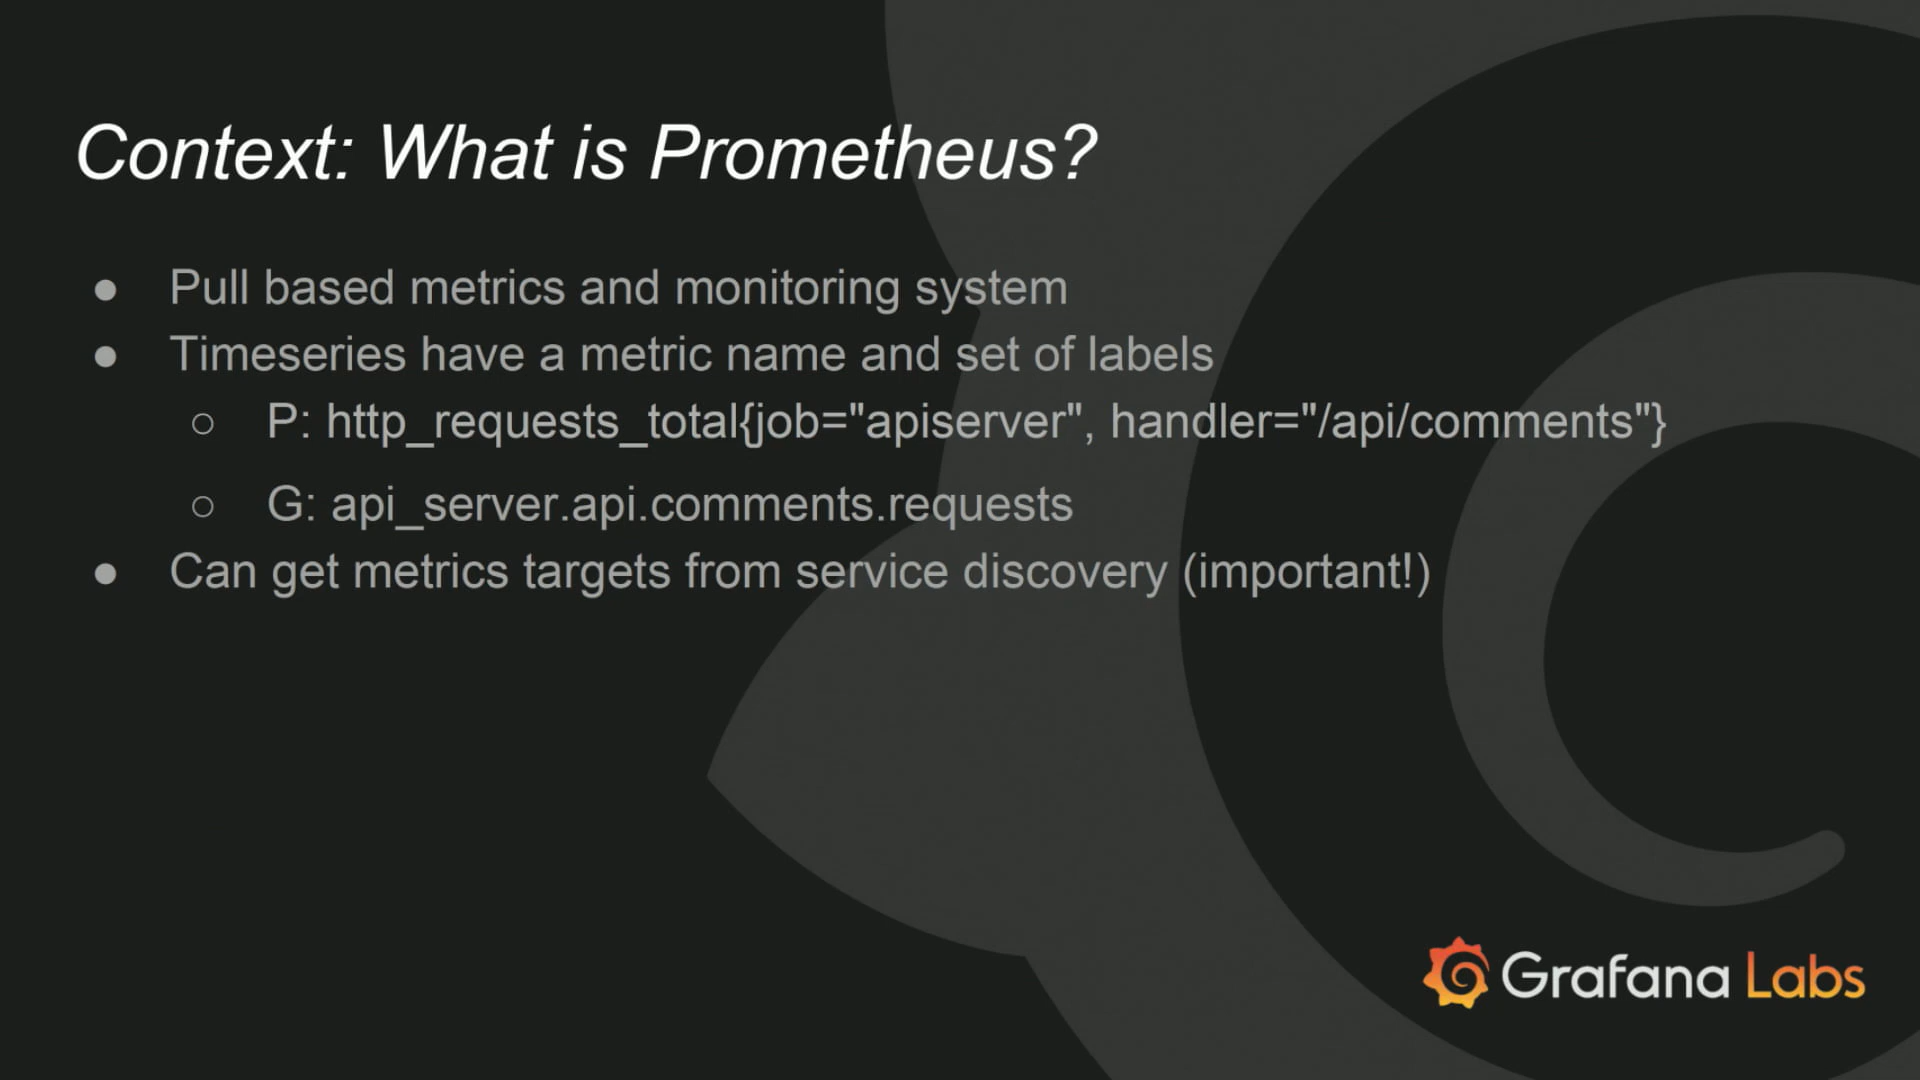 Context: What is Prometheus?
● Pull based metrics and monitoring system
● Timeseries have a metric name and set of labels
○ P: http_requests_total{job="apiserver", handler="/api/comments"}
○ G: api_server.api.comments.requests
● Can get metrics targets from service discovery (important!)
Grafana Labs